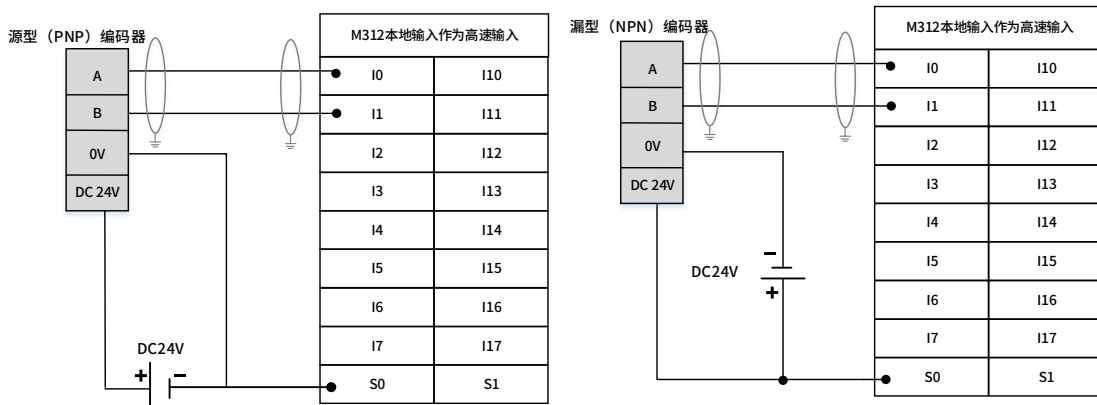 源型（PNP）编码器
A
B
0V
DC 24V
DC24V
+ −
M312本地输入作为高速输入
I0 I10
I1 I11
I2 I12
I3 I13
I4 I14
I5 I15
I6 I16
I7 I17
S0 S1
漏型（NPN）编码器
A
B
0V
DC 24V
−
DC24V
+
M312本地输入作为高速输入
I0 I10
I1 I11
I2 I12
I3 I13
I4 I14
I5 I15
I6 I16
I7 I17
S0 S1